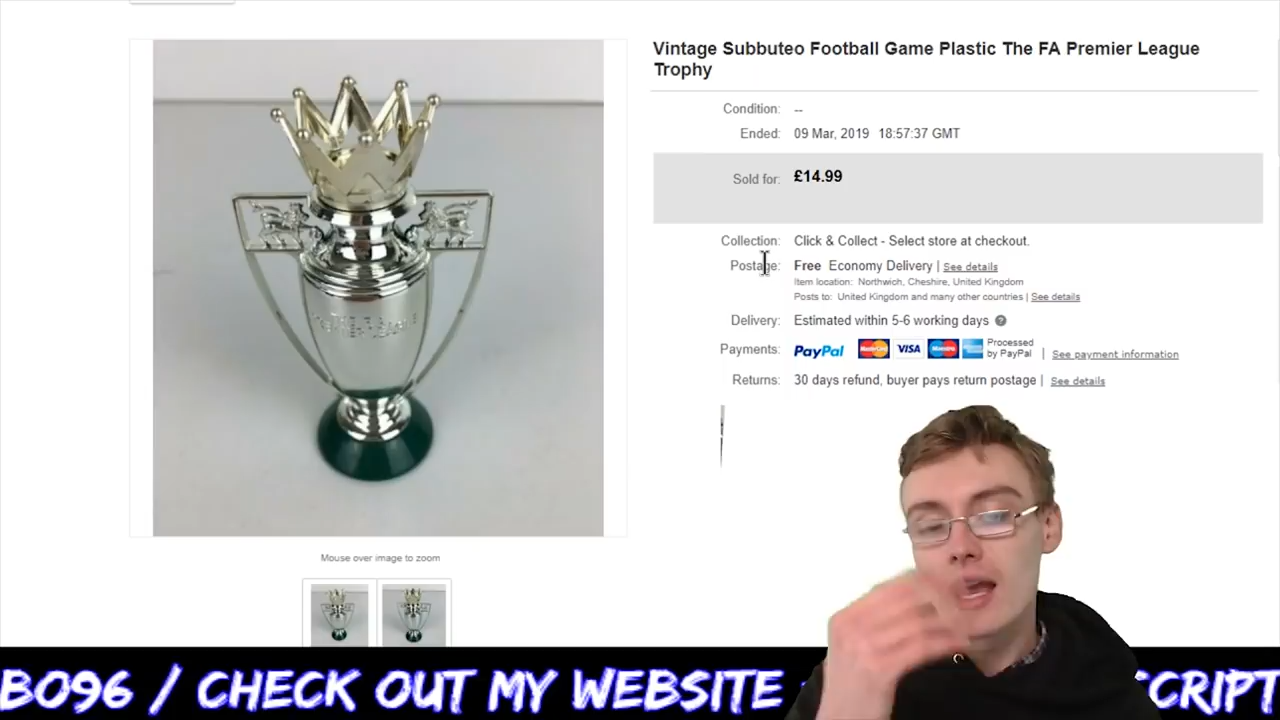 Vintage Subbuteo Football Game Plastic The FA Premier League
Trophy
Condition: --
Ended: 09 Mar, 2019 18:57:37 GMT
Sold for: £14.99
Collection: Click & Collect - Select store at checkout.
Postage: Free Economy Delivery | See details
Item location: Northwich, Cheshire, United Kingdom
Posts to: United Kingdom and many other countries | See details
Delivery: Estimated within 5-6 working days ?
Payments: PayPal MasterCard VISA Maestro Processed by PayPal | See payment information
Returns: 30 days refund, buyer pays return postage | See details
Mouse over image to zoom
BO96 / CHECK OUT MY WEBSITE CRIPT